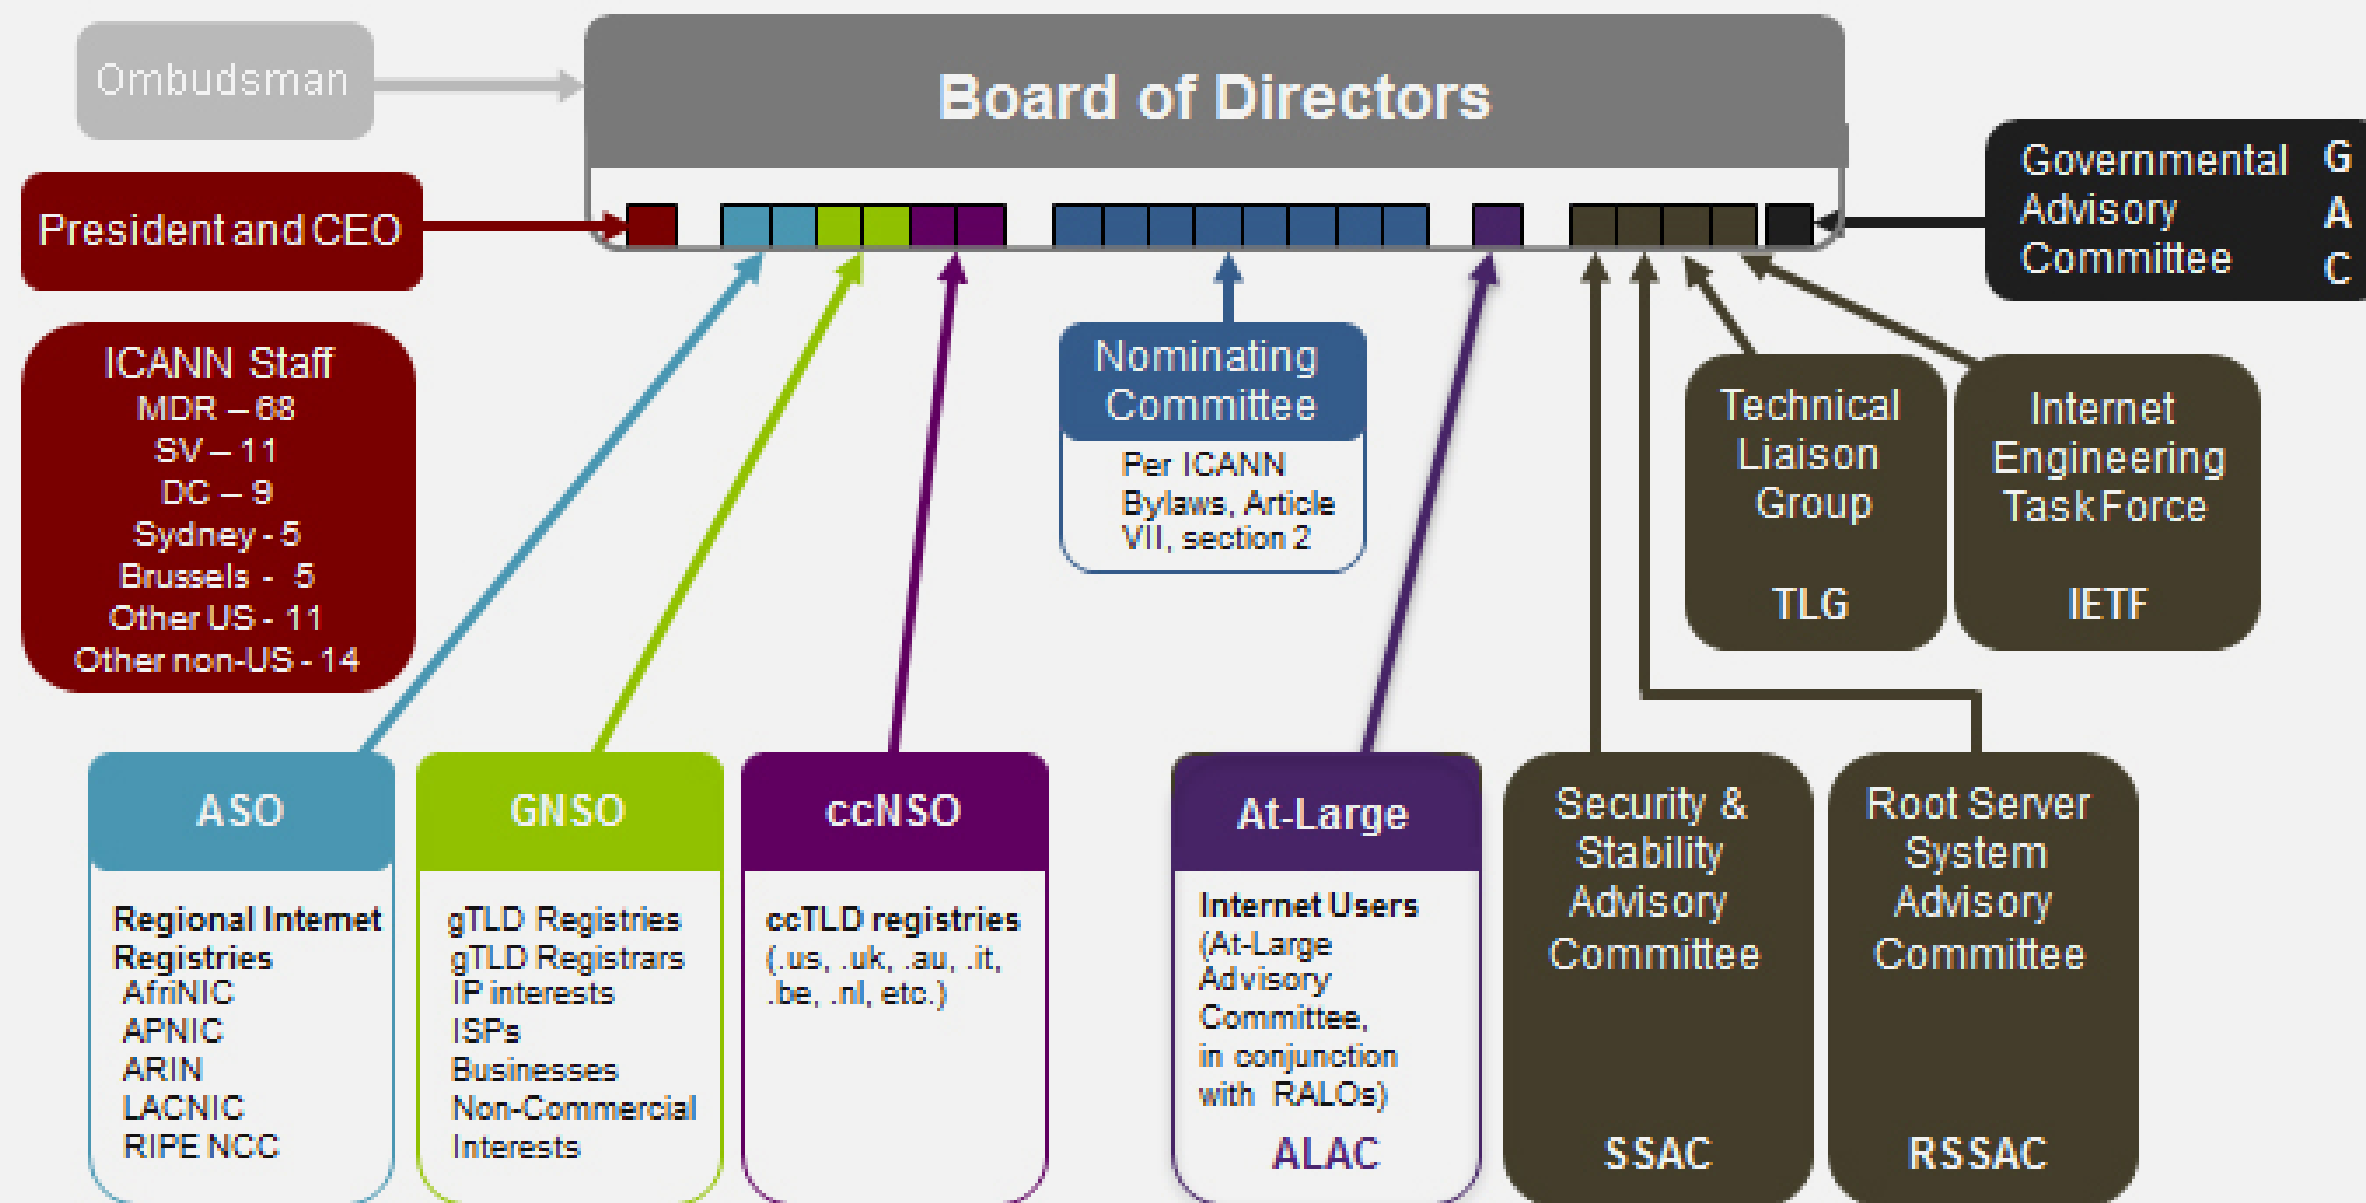 Ombudsman
Board of Directors
President and CEO
Governmental
Advisory
Committee
G
A
C
ICANN Staff
MDR – 68
SV – 11
DC – 9
Sydney - 5
Brussels - 5
Other US - 11
Other non-US - 14
Nominating
Committee
Per ICANN
Bylaws, Article
VII, section 2
Technical
Liaison
Group
TLG
Internet
Engineering
Task Force
IETF
ASO
Regional Internet
Registries
AfriNIC
APNIC
ARIN
LACNIC
RIPE NCC
GNSO
gTLD Registries
gTLD Registrars
IP interests
ISPs
Businesses
Non-Commercial
Interests
ccNSO
ccTLD registries
(.us, .uk, .au, .it,
.be, .nl, etc.)
At-Large
Internet Users
(At-Large
Advisory
Committee,
in conjunction
with RALOs)
ALAC
Security &
Stability
Advisory
Committee
SSAC
Root Server
System
Advisory
Committee
RSSAC